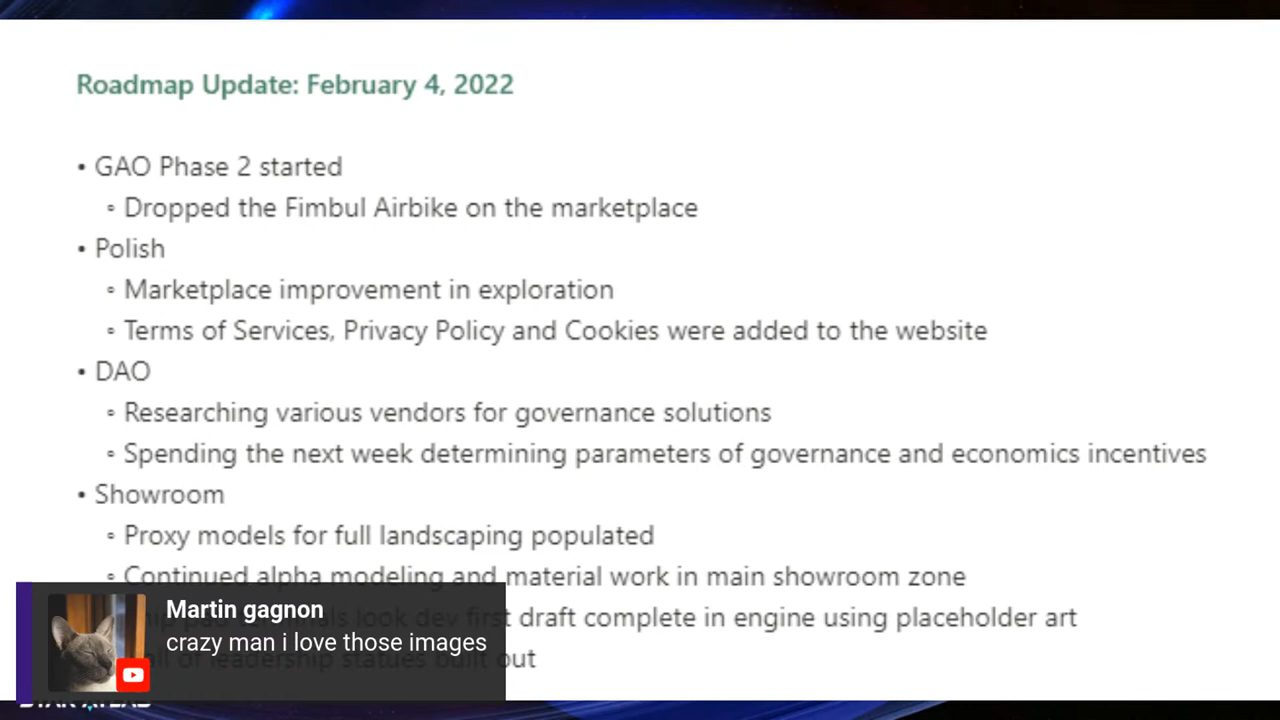 Roadmap Update: February 4, 2022
• GAO Phase 2 started
◦ Dropped the Fimbul Airbike on the marketplace
• Polish
◦ Marketplace improvement in exploration
◦ Terms of Services, Privacy Policy and Cookies were added to the website
• DAO
◦ Researching various vendors for governance solutions
◦ Spending the next week determining parameters of governance and economics incentives
• Showroom
◦ Proxy models for full landscaping populated
◦ Continued alpha modeling and material work in main showroom zone
look dev first draft complete in engine using placeholder art
of leadership statues built out
Martin gagnon
crazy man i love those images